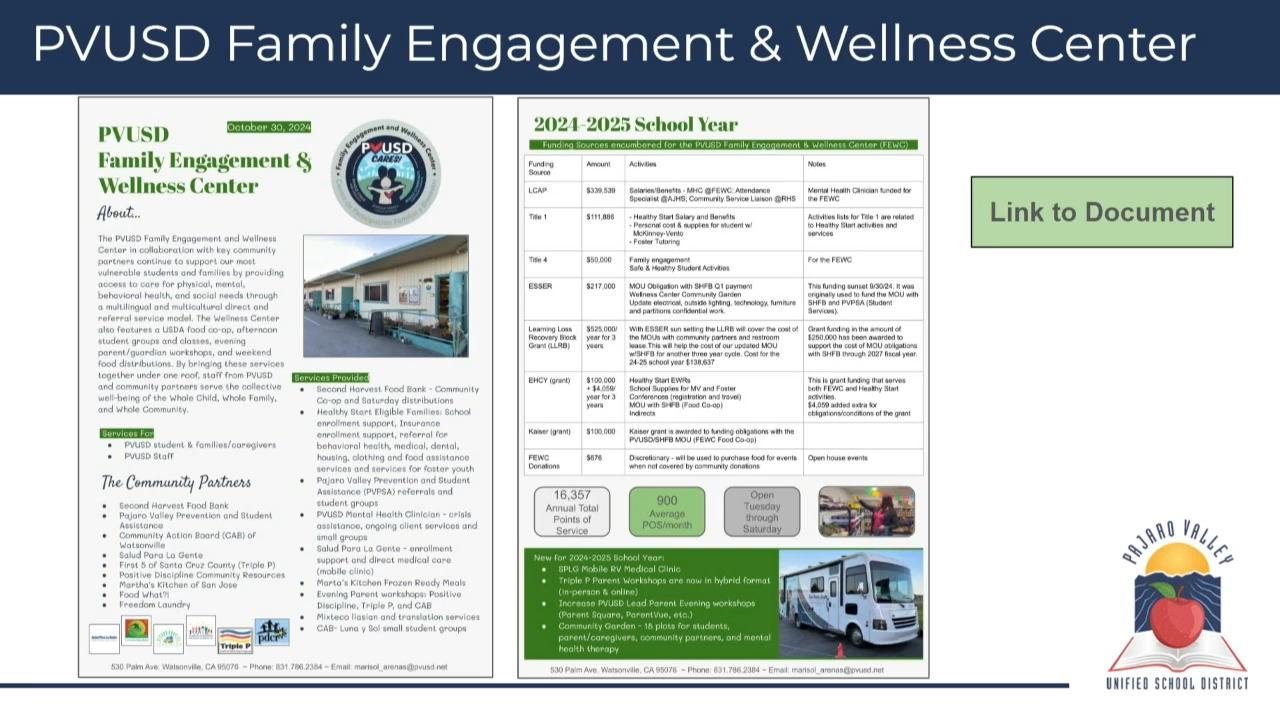 PVUSD Family Engagement & Wellness Center
PVUSD
October 30, 2024
Family Engagement &
Wellness Center
About...
The PVUSD Family Engagement and Wellness
Center in collaboration with key community
partners continue to support our most
vulnerable students and families by providing
access to care for physical, mental,
behavioral health, and social needs through
a multilingual and multicultural direct and
referral service model. The Wellness Center
also features a USDA food co-op, afternoon
student groups and classes, evening
parent/guardian workshops, and weekend
food distributions. By bringing these services
together under one roof, staff from PVUSD
and community partners serve the collective
well-being of the Whole Child, Whole Family,
and Whole Community.
Services For
• PVUSD student & families/caregivers
• PVUSD Staff
The Community Partners
• Second Harvest Food Bank
• Pajaro Valley Prevention and Student
Assistance
• Community Action Board (CAB) of
Watsonville
• Salud Para La Gente
• First 5 of Santa Cruz County (Triple P)
• Positive Discipline Community Resources
• Martha's Kitchen of San Jose
• Food What?!
• Freedom Laundry
Triple P
pdcr
Family Engagement and Wellness Center
PVUSD
CARES!
Services Provided
• Second Harvest Food Bank - Community
Co-op and Saturday distributions
• Healthy Start Eligible Families: School
enrollment support, Insurance
enrollment support, referral for
behavioral health, medical, dental,
housing, clothing and food assistance
services and services for foster youth
• Pajaro Valley Prevention and Student
Assistance (PVPSA) referrals and
student groups
• PVUSD Mental Health Clinician - crisis
assistance, ongoing client services and
small groups
• Salud Para La Gente - enrollment
support and direct medical care
(mobile clinic)
• Marta's Kitchen Frozen Ready Meals
• Evening Parent workshops: Positive
Discipline, Triple P, and CAB
• Mixteco liasian and translation services
• CAB- Luna y Sol small student groups
530 Palm Ave. Watsonville, CA 95076 ~ Phone: 831.786.2384 ~ Email: marisol_arenas@pvusd.net
2024-2025 School Year
Funding Sources encumbered for the PVUSD Family Engagement & Wellness Center (FEWC)
Funding Source Amount Activities Notes
LCAP $339,539 Salaries/Benefits - MHC @FEWC; Attendance Specialist @AJHS; Community Service Liaison @RHS Mental Health Clinician funded for the FEWC
Title 1 $111,886 - Healthy Start Salary and Benefits - Personal cost & supplies for student w/ McKinney-Vento - Foster Tutoring Activities lists for Title 1 are related to Healthy Start activities and services
Title 4 $50,000 Family engagement Safe & Healthy Student Activities For the FEWC
ESSER $217,000 MOU Obligation with SHFB Q1 payment Wellness Center Community Garden Update electrical, outside lighting, technology, furniture and partitions confidential work. This funding sunset 9/30/24. It was originally used to fund the MOU with SHFB and PVPSA (Student Services).
Learning Loss Recovery Block Grant (LLRB) $525,000/ year for 3 years With ESSER sun setting the LLRB will cover the cost of the MOUs with community partners and restroom lease.This will help the cost of our updated MOU w/SHFB for another three year cycle. Cost for the 24-25 school year $138,637 Grant funding in the amount of $250,000 has been awarded to support the cost of MOU obligations with SHFB through 2027 fiscal year.
EHCY (grant) $100,000 + $4,059/ year for 3 years Healthy Start EWRs School Supplies for MV and Foster Conferences (registration and travel) MOU with SHFB (Food Co-op) Indirects This is grant funding that serves both FEWC and Healthy Start activities. $4,059 added extra for obligations/conditions of the grant
Kaiser (grant) $100,000 Kaiser grant is awarded to funding obligations with the PVUSD/SHFB MOU (FEWC Food Co-op)
FEWC Donations $676 Discretionary - will be used to purchase food for events when not covered by community donations Open house events
16,357
Annual Total
Points of
Service
900
Average
POS/month
Open
Tuesday
through
Saturday
New for 2024-2025 School Year:
• SPLG Mobile RV Medical Clinic
• Triple P Parent Workshops are now in hybrid format
(in-person & online)
• Increase PVUSD Lead Parent Evening workshops
(Parent Square, ParentVue, etc.)
• Community Garden - 18 plots for students,
parent/caregivers, community partners, and mental
health therapy
530 Palm Ave. Watsonville, CA 95076 ~ Phone: 831.786.2384 ~ Email: marisol_arenas@pvusd.net
Link to Document
PAJARO VALLEY
UNIFIED SCHOOL DISTRICT